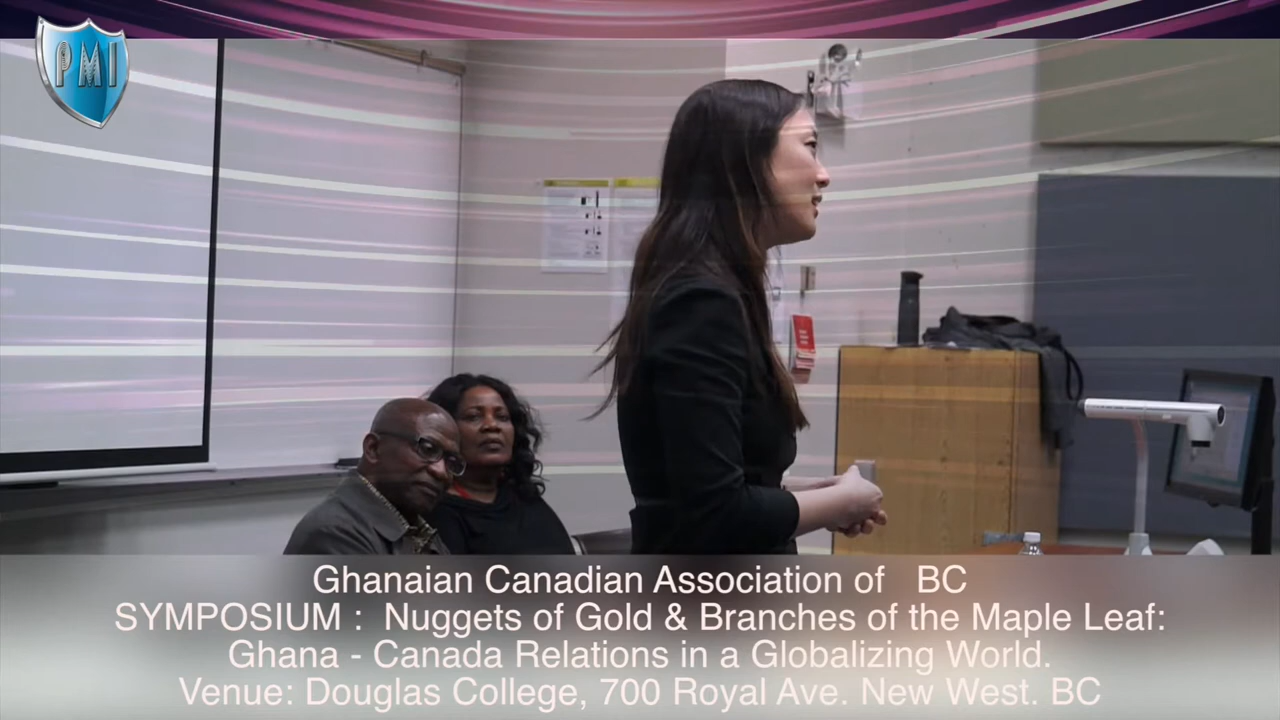 PMI
Ghanaian Canadian Association of BC
SYMPOSIUM : Nuggets of Gold & Branches of the Maple Leaf:
Ghana - Canada Relations in a Globalizing World.
Venue: Douglas College, 700 Royal Ave. New West. BC